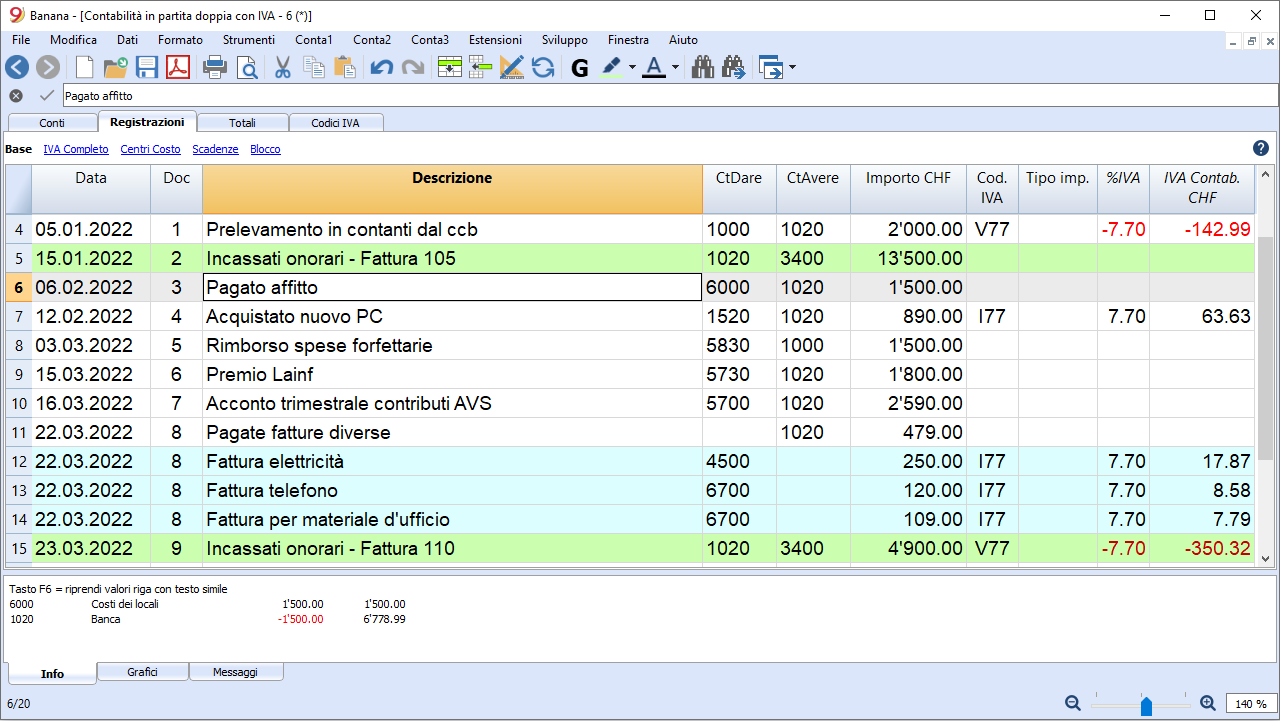 Banana - [Contabilità in partita doppia con IVA - 6 (*)]
File Modifica Dati Formato Strumenti Conta1 Conta2 Conta3 Estensioni Sviluppo Finestra Aiuto
G A
Pagato affitto
Conti Registrazioni Totali Codici IVA
Base IVA Completo Centri Costo Scadenze Blocco ?
Data Doc Descrizione CtDare CtAvere Importo CHF Cod. IVA Tipo imp. %IVA IVA Contab. CHF
4 05.01.2022 1 Prelevamento in contanti dal ccb 1000 1020 2'000.00 V77 -7.70 -142.99
5 15.01.2022 2 Incassati onorari - Fattura 105 1020 3400 13'500.00
6 06.02.2022 3 Pagato affitto 6000 1020 1'500.00
7 12.02.2022 4 Acquistato nuovo PC 1520 1020 890.00 I77 7.70 63.63
8 03.03.2022 5 Rimborso spese forfettarie 5830 1000 1'500.00
9 15.03.2022 6 Premio Lainf 5730 1020 1'800.00
10 16.03.2022 7 Acconto trimestrale contributi AVS 5700 1020 2'590.00
11 22.03.2022 8 Pagate fatture diverse 1020 479.00
12 22.03.2022 8 Fattura elettricità 4500 250.00 I77 7.70 17.87
13 22.03.2022 8 Fattura telefono 6700 120.00 I77 7.70 8.58
14 22.03.2022 8 Fattura per materiale d'ufficio 6700 109.00 I77 7.70 7.79
15 23.03.2022 9 Incassati onorari - Fattura 110 1020 3400 4'900.00 V77 -7.70 -350.32
Tasto F6 = riprendi valori riga con testo simile
6000 Costi dei locali 1'500.00 1'500.00
1020 Banca -1'500.00 6'778.99
Info Grafici Messaggi
6/20 140 %